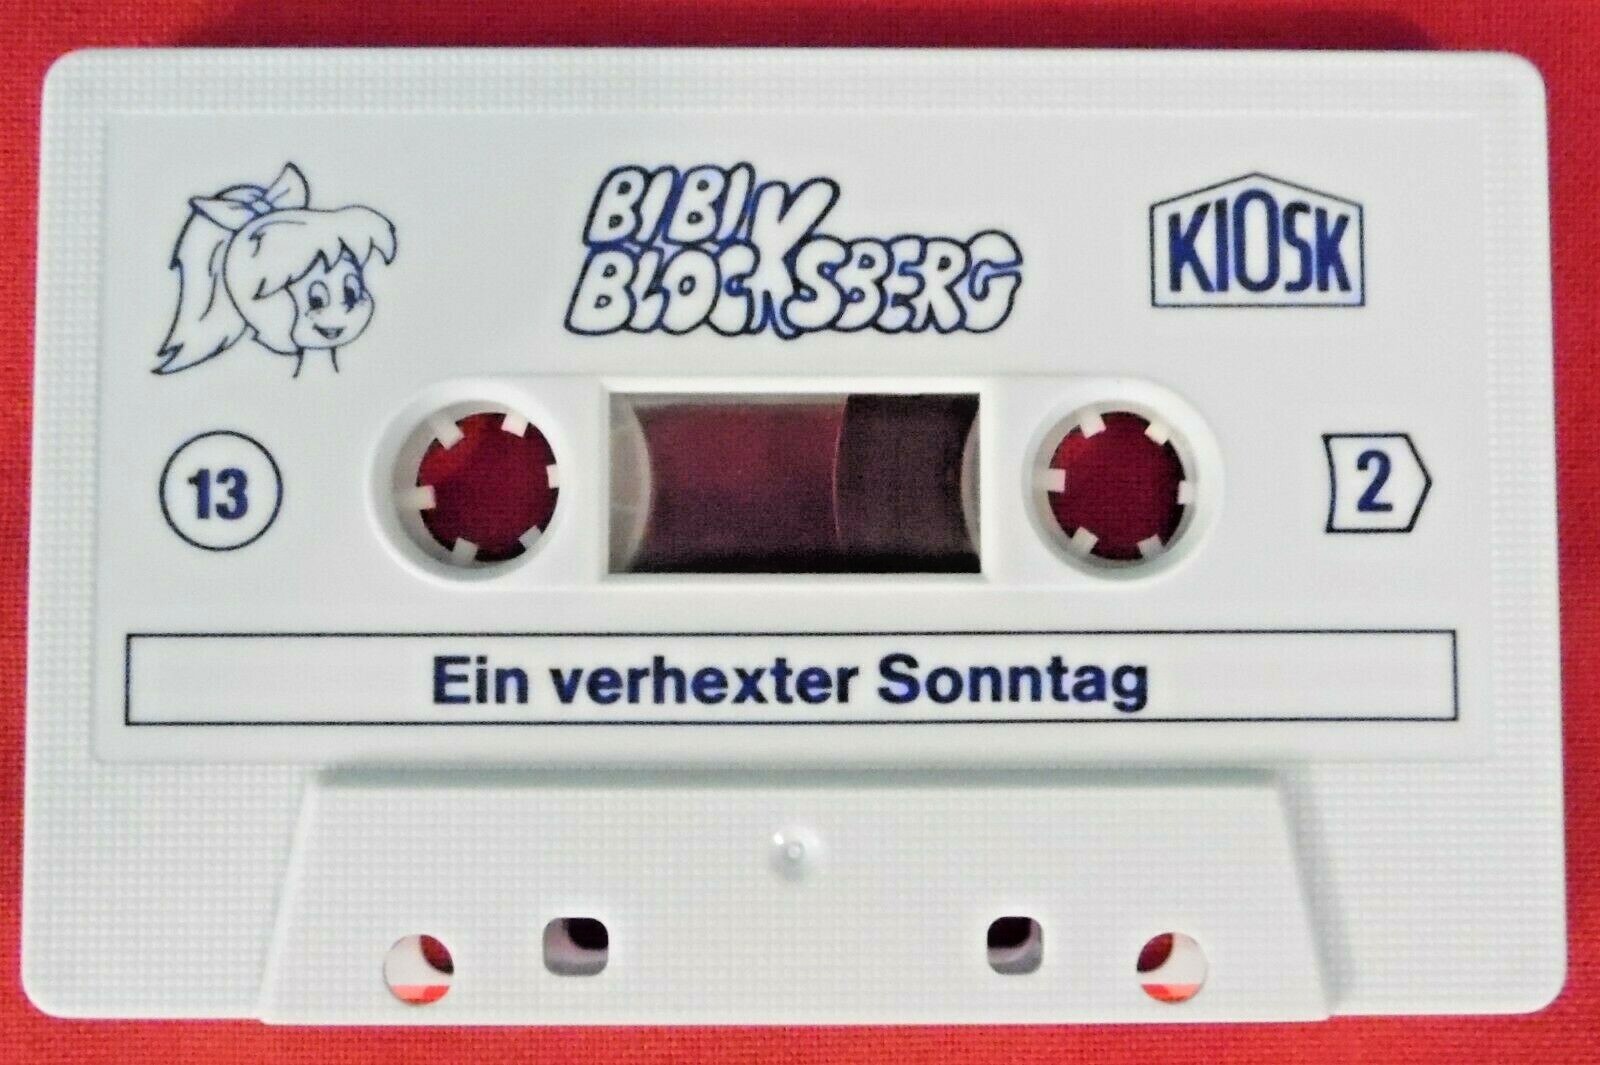 BIBI
BLOCKSBERG
KIOSK
13
2
Ein verhexter Sonntag